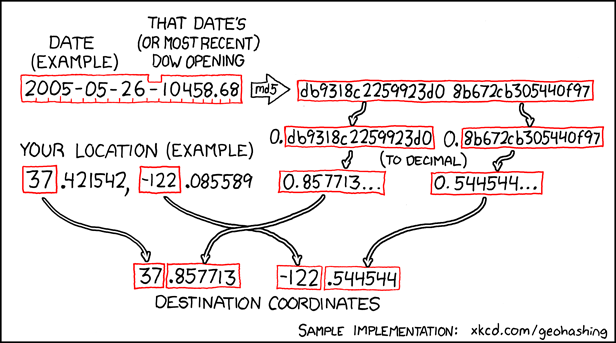 DATE
(EXAMPLE)
THAT DATE'S
(OR MOST RECENT)
DOW OPENING
2005-05-26-10458.68
md5
db9318c2259923d0 8b672cb305440f97
0.db9318c2259923d0
0.8b672cb305440f97
(TO DECIMAL)
YOUR LOCATION (EXAMPLE)
37.421542, -122.085589
0.857713...
0.544544...
37.857713
-122.544544
DESTINATION COORDINATES
SAMPLE IMPLEMENTATION: xkcd.com/geohashing